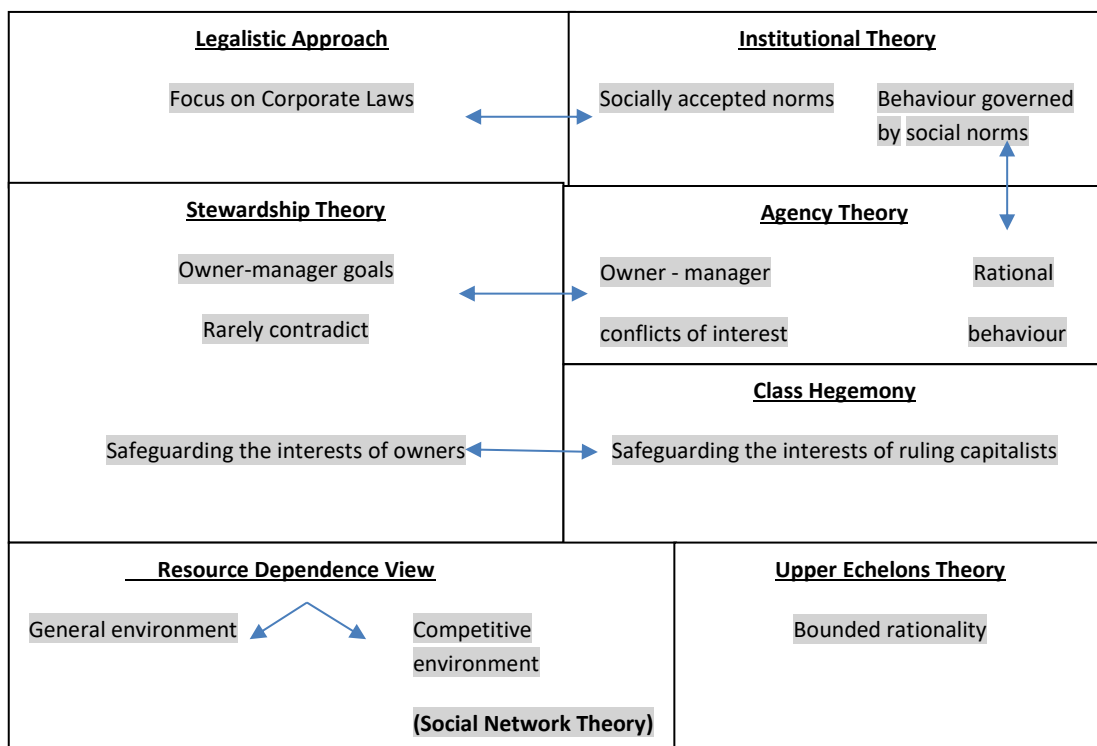 Legalistic Approach
Focus on Corporate Laws
Institutional Theory
Socially accepted norms
Behaviour governed
by social norms
Stewardship Theory
Owner-manager goals
Rarely contradict
Safeguarding the interests of owners
Agency Theory
Owner - manager
conflicts of interest
Rational
behaviour
Class Hegemony
Safeguarding the interests of ruling capitalists
Resource Dependence View
General environment
Competitive
environment
(Social Network Theory)
Upper Echelons Theory
Bounded rationality